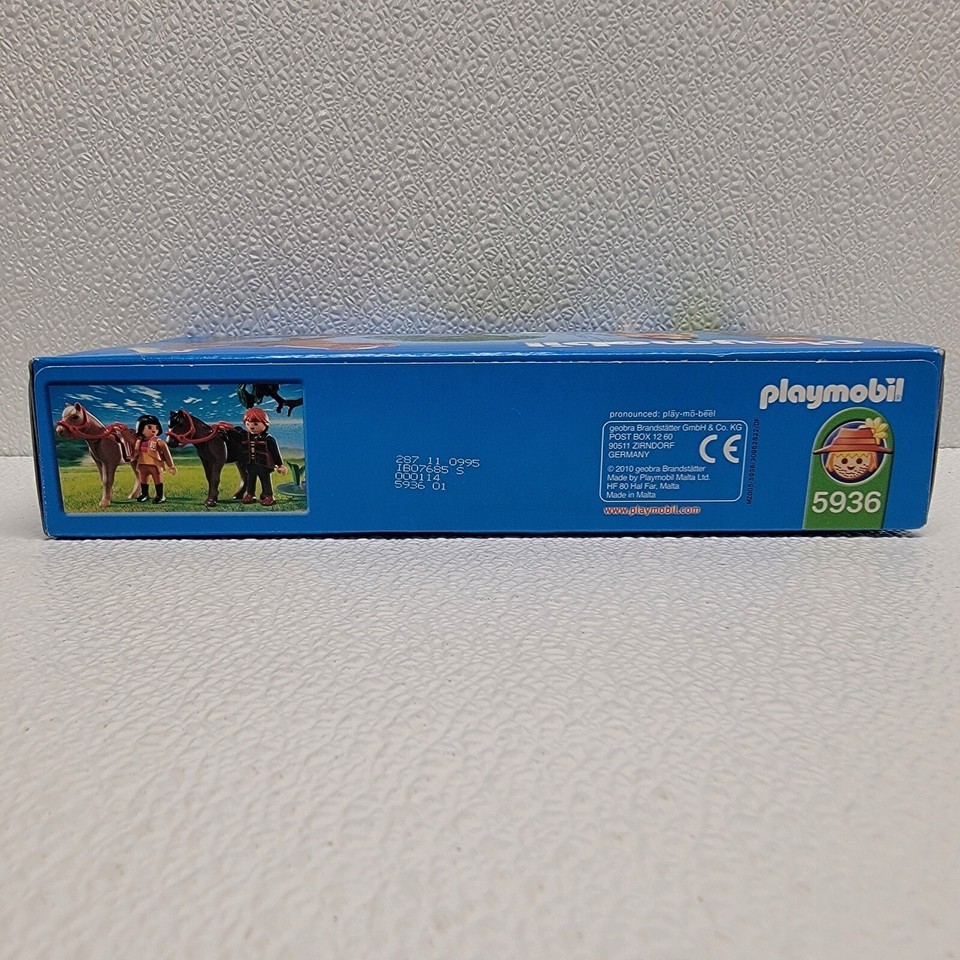 playmobil
287 11 0995
IB07685 S
000114
5936 01
pronounced: pläy-mō-bēēl
geobra Brandstätter GmbH & Co. KG
POST BOX 12 60
90511 ZIRNDORF
GERMANY
CE
© 2010 geobra Brandstätter
Made by Playmobil Malta Ltd.
HF 80 Hal Far, Malta
Made in Malta
www.playmobil.com
playmobil
5936